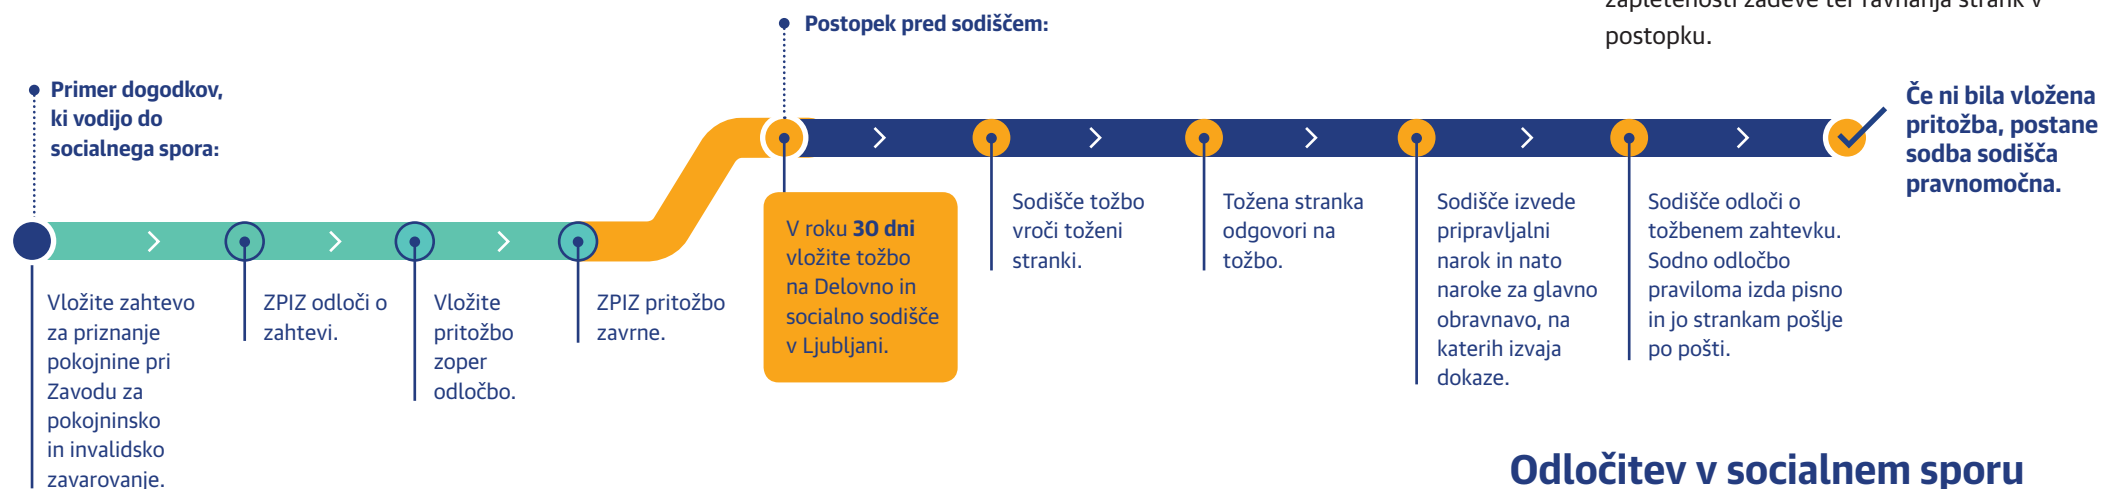 zapletenosti zadeve ter ravnanja strank v
postopku.
Postopek pred sodiščem:
Primer dogodkov,
ki vodijo do
socialnega spora:
Vložite zahtevo
za priznanje
pokojnine pri
Zavodu za
pokojninsko
in invalidsko
zavarovanje.
ZPIZ odloči o
zahtevi.
Vložite
pritožbo
zoper
odločbo.
ZPIZ pritožbo
zavrne.
V roku 30 dni
vložite tožbo
na Delovno in
socialno sodišče
v Ljubljani.
Sodišče tožbo
vroči toženi
stranki.
Tožena stranka
odgovori na
tožbo.
Sodišče izvede
pripravljalni
narok in nato
naroke za glavno
obravnavo, na
katerih izvaja
dokaze.
Sodišče odloči o
tožbenem zahtevku.
Sodno odločbo
praviloma izda pisno
in jo strankam pošlje
po pošti.
Če ni bila vložena
pritožba, postane
sodba sodišča
pravnomočna.
Odločitev v socialnem sporu